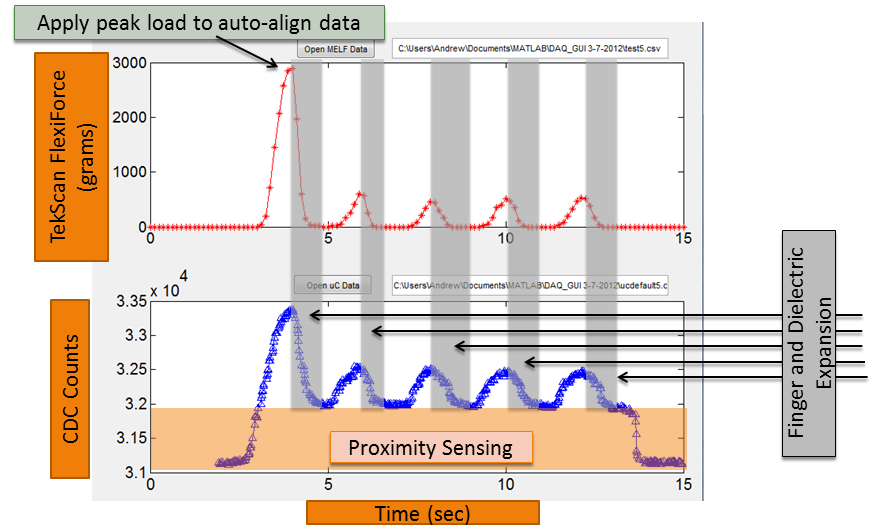 Apply peak load to auto-align data
Open MELF Data
C:\Users\Andrew\Documents\MATLAB\DAQ_GUI 3-7-2012\test5.csv
TekScan FlexiForce
(grams)
3000
2000
1000
0
0
5
10
15
Open uC Data
C:\Users\Andrew\Documents\MATLAB\DAQ_GUI 3-7-2012\ucdefault5.c
x 10
4
CDC Counts
3.35
3.3
3.25
3.2
3.15
3.1
Proximity Sensing
0
5
10
15
Time (sec)
Finger and Dielectric
Expansion